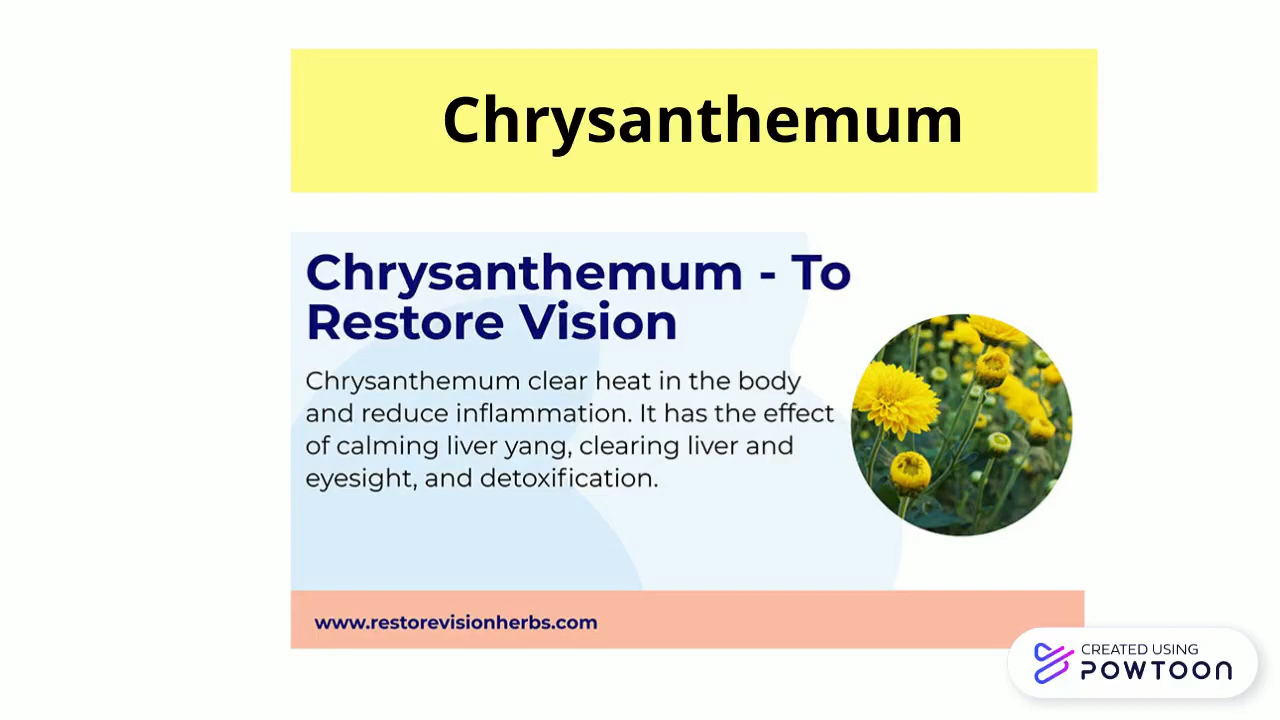 Chrysanthemum
Chrysanthemum - To
Restore Vision
Chrysanthemum clear heat in the body
and reduce inflammation. It has the effect
of calming liver yang, clearing liver and
eyesight, and detoxification.
www.restorevisionherbs.com
CREATED USING
POWTOON